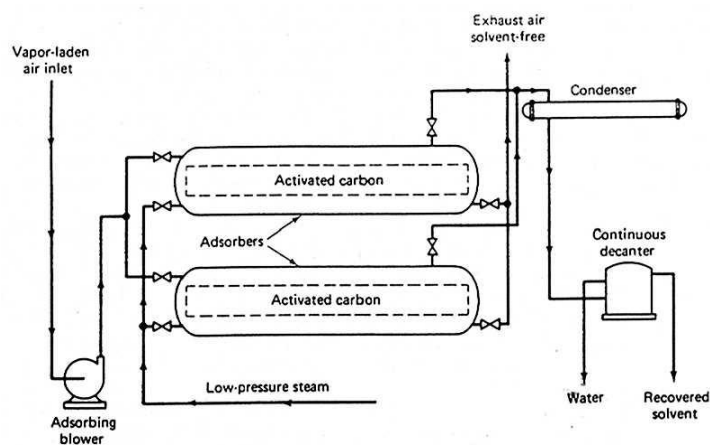 Exhaust air
solvent-free
Vapor-laden
air inlet
Condenser
Activated carbon
Adsorbers
Continuous
decanter
Activated carbon
Low-pressure steam
Water
Recovered
solvent
Adsorbing
blower